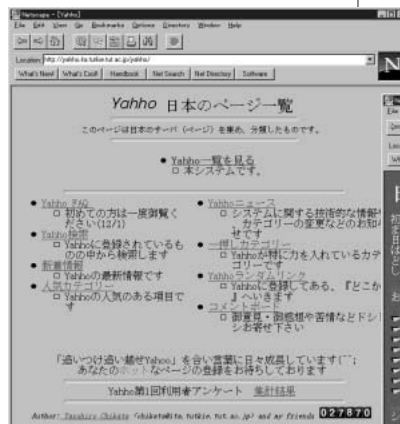 Netscape - [Yahho]
File Edit View Go Bookmarks Options Directory Window Help
Location: http://yahho.ita.tutkie.tut.ac.jp/yahho/
What's New! What's Cool! Handbook Net Search Net Directory Software
Yahho 日本のページ一覧
このページは日本のサーバ (ページ) を集め、分類したものです。
Yahho一覧を見る
本システムです。
Yahho FAQ
初めての方は一度御覧ください(12/1)
Yahho検索
Yahhoに登録されているものの中から検索します
新着情報
Yahhoの最新情報です
人気カテゴリー
Yahhoの人気のある項目です
Yahhoニュース
システムに関する技術的な情報や
カテゴリーの変更などのお知
せです
一押しカテゴリー
Yahhoが特に力を入れているカテ
ゴリーです
Yahhoランダムリンク
Yahhoに登録してある、『どこか
』へいきます
コメントボード
御意見・御感想や苦情などドシ
シお寄せ下さい
「追いつけ追い越せYahoo」を合い言葉に日々成長しています(^^;
あなたのホットなページの登録をお待ちしております
Yahho第1回利用者アンケート 集計結果
Author: Takahiro Chikata (chikata@ita.tutkie.tut.ac.jp) and my friends 027870